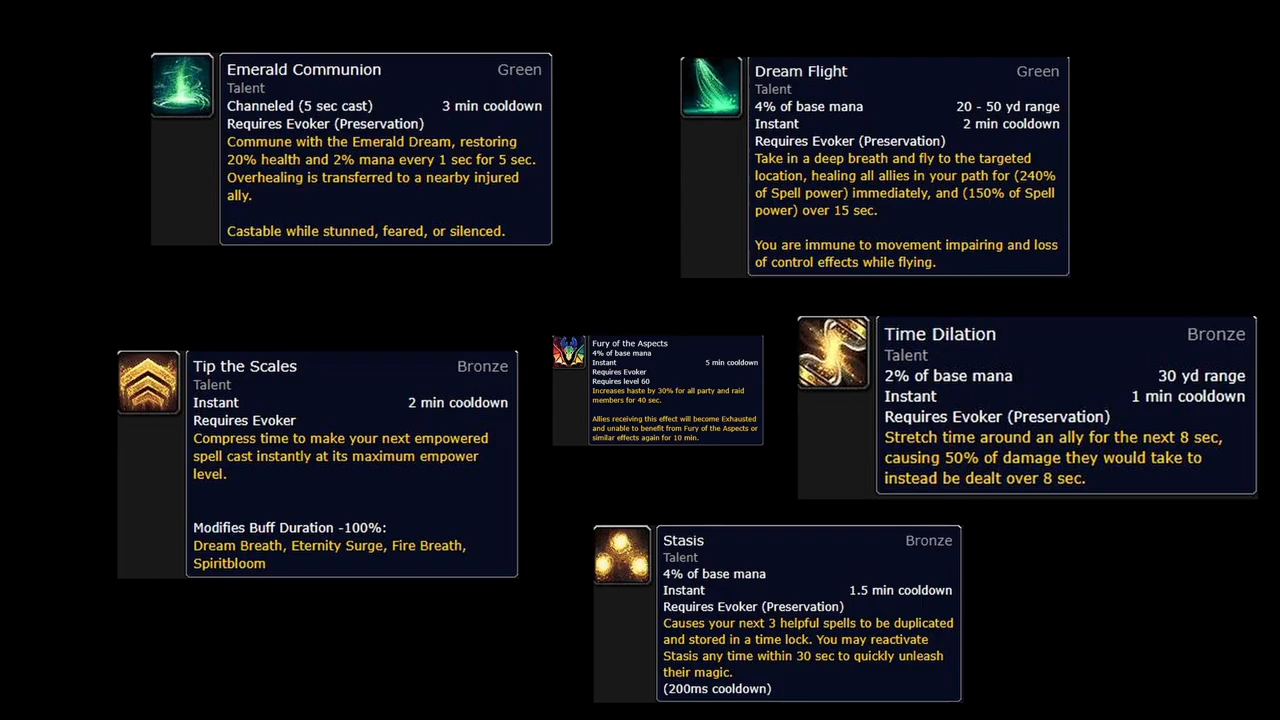 Emerald Communion Green
Talent
Channeled (5 sec cast) 3 min cooldown
Requires Evoker (Preservation)
Commune with the Emerald Dream, restoring
20% health and 2% mana every 1 sec for 5 sec.
Overhealing is transferred to a nearby injured
ally.
Castable while stunned, feared, or silenced.
Dream Flight Green
Talent
4% of base mana 20 - 50 yd range
Instant 2 min cooldown
Requires Evoker (Preservation)
Take in a deep breath and fly to the targeted
location, healing all allies in your path for (240%
of Spell power) immediately, and (150% of Spell
power) over 15 sec.
You are immune to movement impairing and loss
of control effects while flying.
Tip the Scales Bronze
Talent
Instant 2 min cooldown
Requires Evoker
Compress time to make your next empowered
spell cast instantly at its maximum empower
level.
Modifies Buff Duration -100%:
Dream Breath, Eternity Surge, Fire Breath,
Spiritbloom
Fury of the Aspects
4% of base mana
Instant 5 min cooldown
Requires Evoker
Requires level 60
Increases haste by 30% for all party and raid
members for 40 sec.
Allies receiving this effect will become Exhausted
and unable to benefit from Fury of the Aspects or
similar effects again for 10 min.
Time Dilation Bronze
Talent
2% of base mana 30 yd range
Instant 1 min cooldown
Requires Evoker (Preservation)
Stretch time around an ally for the next 8 sec,
causing 50% of damage they would take to
instead be dealt over 8 sec.
Stasis Bronze
Talent
4% of base mana
Instant 1.5 min cooldown
Requires Evoker (Preservation)
Causes your next 3 helpful spells to be duplicated
and stored in a time lock. You may reactivate
Stasis any time within 30 sec to quickly unleash
their magic.
(200ms cooldown)